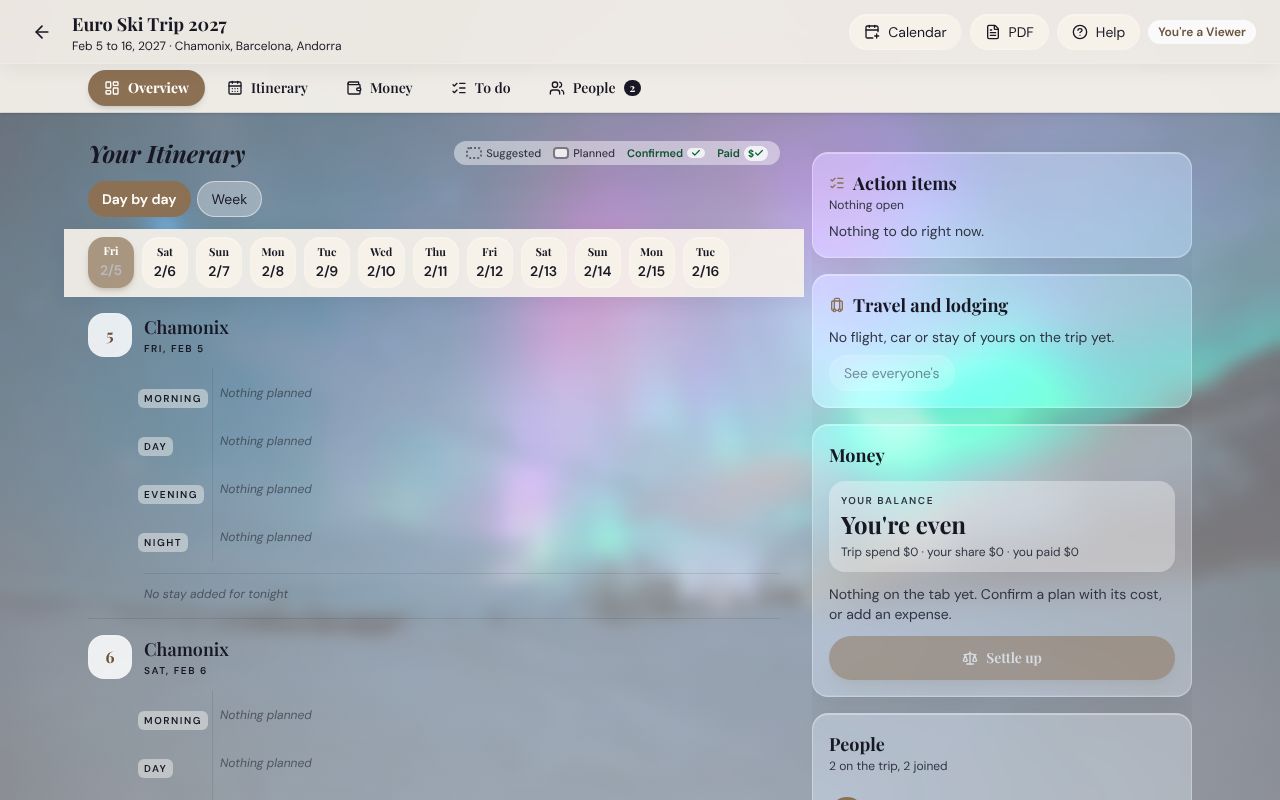 Euro Ski Trip 2027
Feb 5 to 16, 2027 · Chamonix, Barcelona, Andorra
Calendar
PDF
Help
You're a Viewer
Overview
Itinerary
Money
To do
People 2
Your Itinerary
Suggested
Planned
Confirmed
Paid $
Day by day
Week
Fri 2/5
Sat 2/6
Sun 2/7
Mon 2/8
Tue 2/9
Wed 2/10
Thu 2/11
Fri 2/12
Sat 2/13
Sun 2/14
Mon 2/15
Tue 2/16
5
Chamonix
FRI, FEB 5
MORNING
Nothing planned
DAY
Nothing planned
EVENING
Nothing planned
NIGHT
Nothing planned
No stay added for tonight
6
Chamonix
SAT, FEB 6
MORNING
Nothing planned
DAY
Nothing planned
Action items
Nothing open
Nothing to do right now.
Travel and lodging
No flight, car or stay of yours on the trip yet.
See everyone's
Money
YOUR BALANCE
You're even
Trip spend $0 · your share $0 · you paid $0
Nothing on the tab yet. Confirm a plan with its cost,
or add an expense.
Settle up
People
2 on the trip, 2 joined